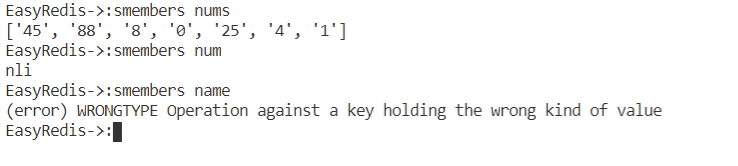 EasyRedis->:smembers nums
['45', '88', '8', '0', '25', '4', '1']
EasyRedis->:smembers num
nli
EasyRedis->:smembers name
(error) WRONGTYPE Operation against a key holding the wrong kind of value
EasyRedis->: